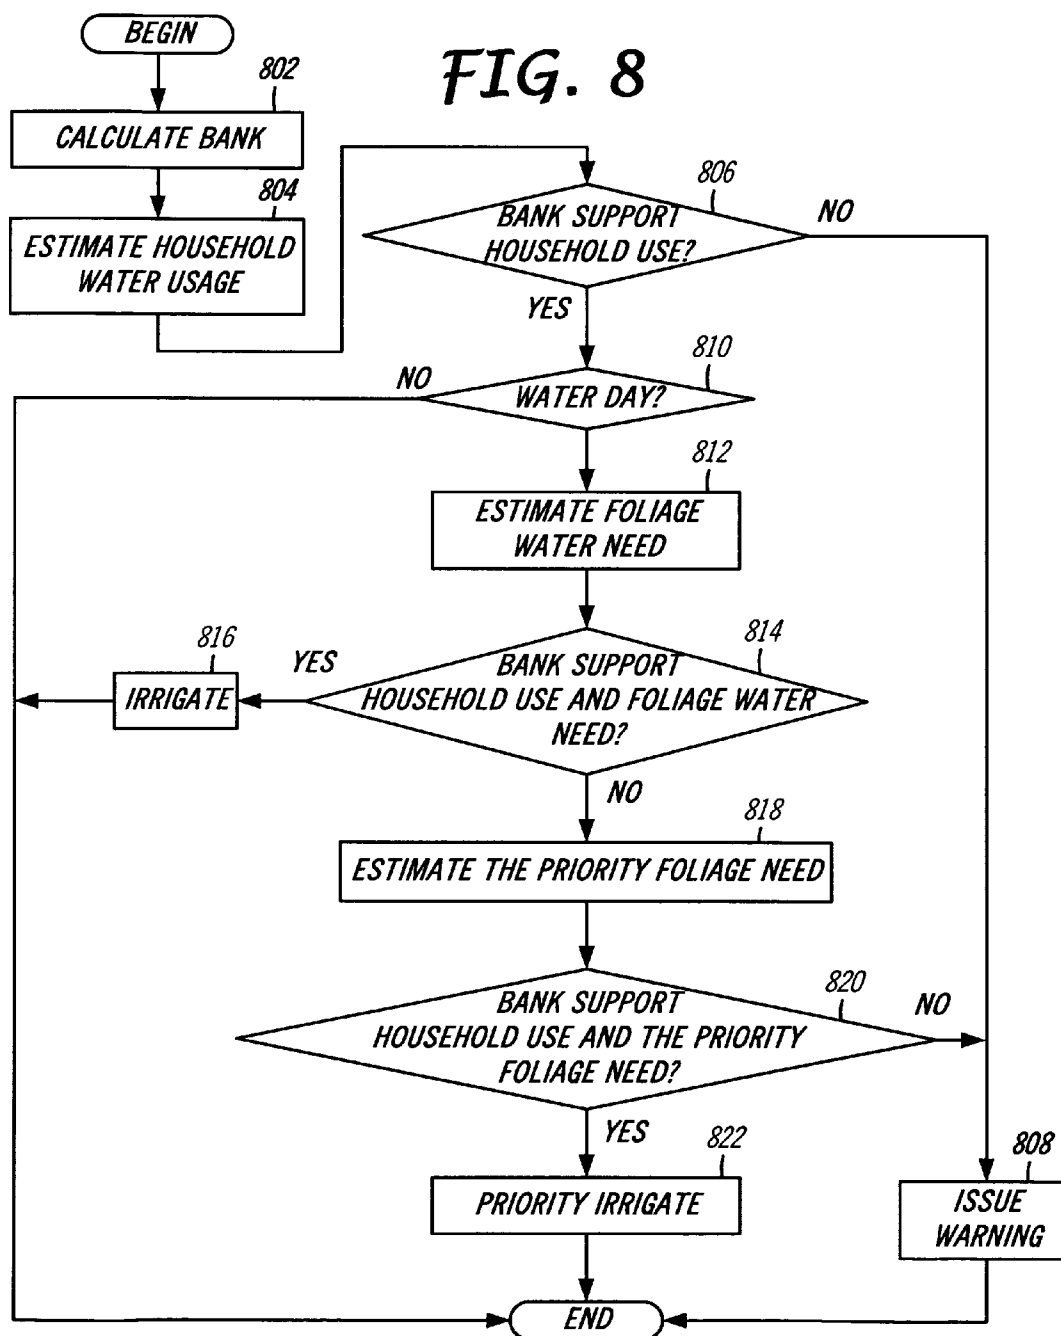 BEGIN
FIG. 8
802
CALCULATE BANK
804
ESTIMATE HOUSEHOLD
WATER USAGE
806
BANK SUPPORT
HOUSEHOLD USE?
NO
YES
810
NO
WATER DAY?
812
ESTIMATE FOLIAGE
WATER NEED
814
816
YES
BANK SUPPORT
HOUSEHOLD USE AND FOLIAGE WATER
NEED?
IRRIGATE
NO
818
ESTIMATE THE PRIORITY FOLIAGE NEED
820
NO
BANK SUPPORT
HOUSEHOLD USE AND THE PRIORITY
FOLIAGE NEED?
YES
822
PRIORITY IRRIGATE
808
ISSUE
WARNING
END